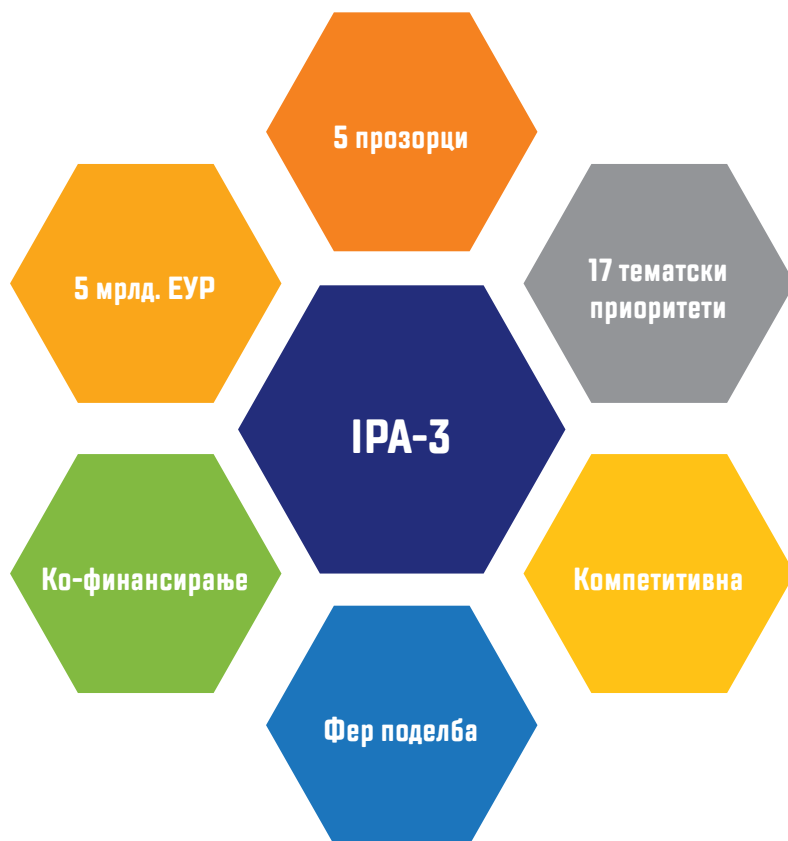 5 прозорци
5 мрлд. ЕУР
17 тематски
приоритети
IPA-3
Ко-финансирање
Компетитивна
Фер поделба